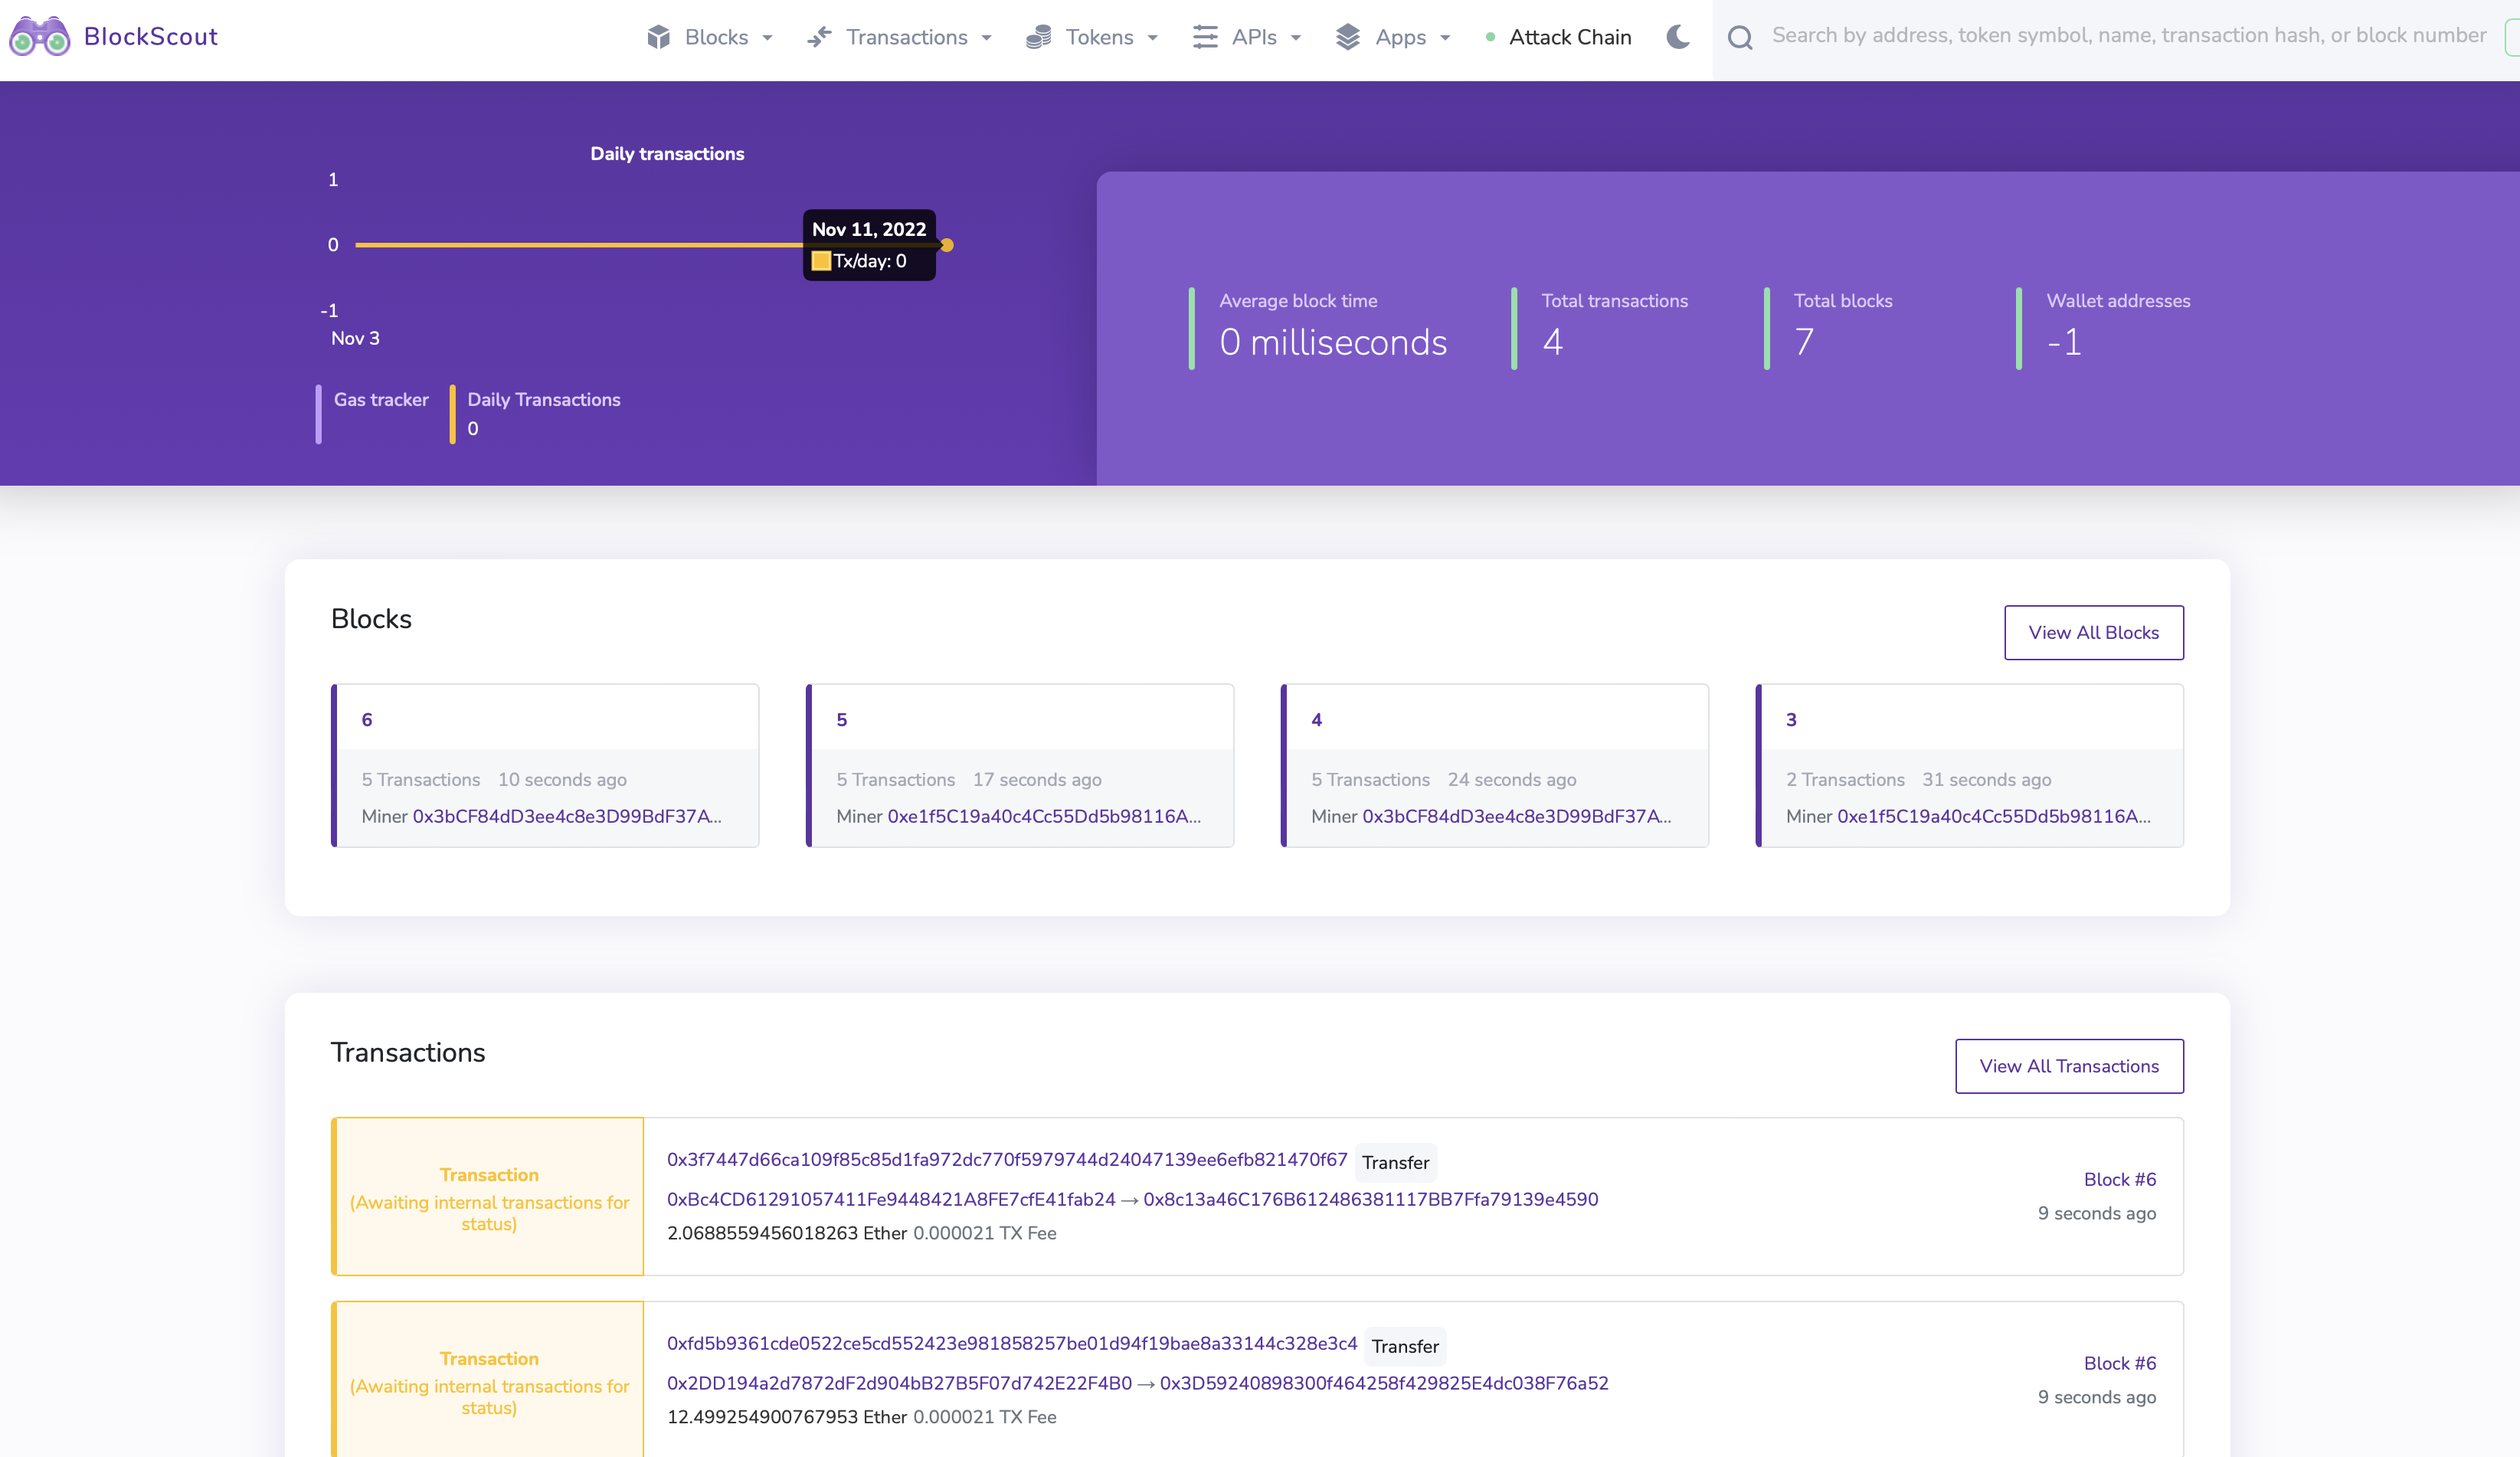 BlockScout
Blocks
Transactions
Tokens
APIs
Apps
Attack Chain
Search by address, token symbol, name, transaction hash, or block number
Daily transactions
1
0
-1
Nov 3
Nov 11, 2022
Tx/day: 0
Gas tracker
Daily Transactions
0
Average block time
0 milliseconds
Total transactions
4
Total blocks
7
Wallet addresses
-1
Blocks
View All Blocks
6
5 Transactions 10 seconds ago
Miner 0x3bCF84dD3ee4c8e3D99BdF37A...
5
5 Transactions 17 seconds ago
Miner 0xe1f5C19a40c4Cc55Dd5b98116A...
4
5 Transactions 24 seconds ago
Miner 0x3bCF84dD3ee4c8e3D99BdF37A...
3
2 Transactions 31 seconds ago
Miner 0xe1f5C19a40c4Cc55Dd5b98116A...
Transactions
View All Transactions
Transaction
(Awaiting internal transactions for
status)
0x3f7447d66ca109f85c85d1fa972dc770f5979744d24047139ee6efb821470f67 Transfer
0xBc4CD61291057411Fe9448421A8FE7cfE41fab24 → 0x8c13a46C176B612486381117BB7Ffa79139e4590
2.0688559456018263 Ether 0.000021 TX Fee
Block #6
9 seconds ago
Transaction
(Awaiting internal transactions for
status)
0xfd5b9361cde0522ce5cd552423e981858257be01d94f19bae8a33144c328e3c4 Transfer
0x2DD194a2d7872dF2d904bB27B5F07d742E22F4B0 → 0x3D59240898300f464258f429825E4dc038F76a52
12.499254900767953 Ether 0.000021 TX Fee
Block #6
9 seconds ago